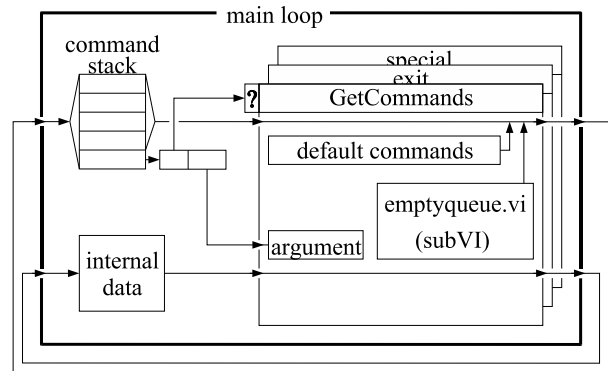 main loop
command
stack
special
exit
?
GetCommands
default commands
emptyqueue.vi
(subVI)
argument
internal
data